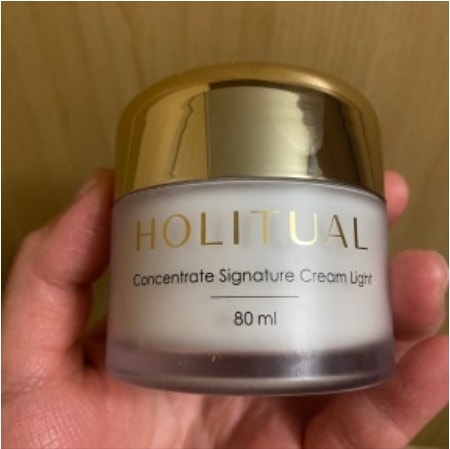 HOLITUAL
Concentrate Signature Cream Light
80 ml